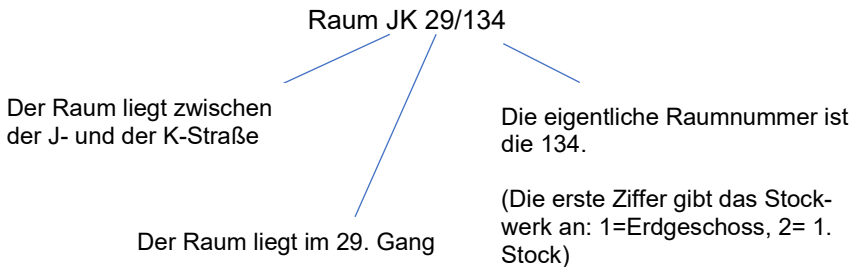 Raum JK 29/134
Der Raum liegt zwischen
der J- und der K-Straße
Die eigentliche Raumnummer ist
die 134.
(Die erste Ziffer gibt das Stock-
werk an: 1=Erdgeschoss, 2= 1.
Stock)
Der Raum liegt im 29. Gang